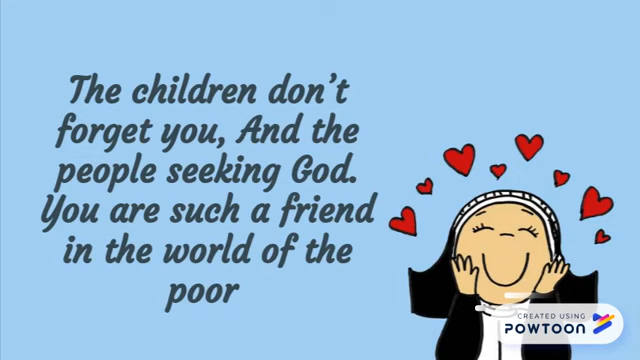 The children don't
forget you, And the
people seeking God.
You are such a friend
in the world of the
poor
CREATED USING
POWTOON